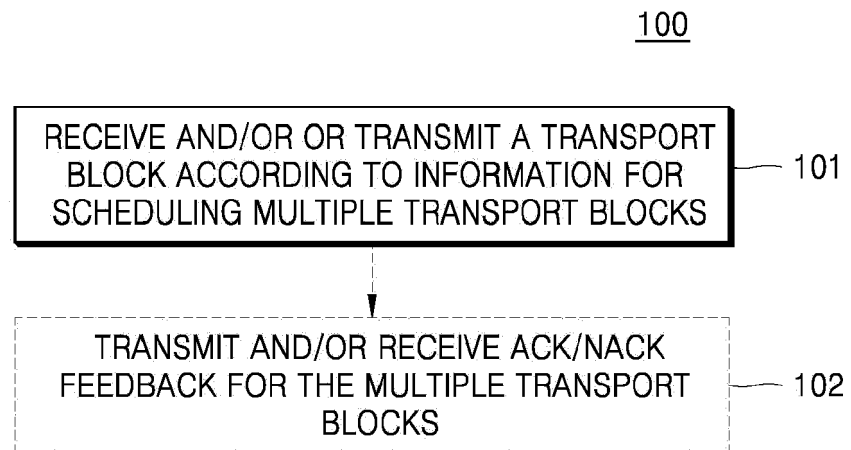 100
RECEIVE AND/OR OR TRANSMIT A TRANSPORT
BLOCK ACCORDING TO INFORMATION FOR
SCHEDULING MULTIPLE TRANSPORT BLOCKS
101
TRANSMIT AND/OR RECEIVE ACK/NACK
FEEDBACK FOR THE MULTIPLE TRANSPORT
BLOCKS
102